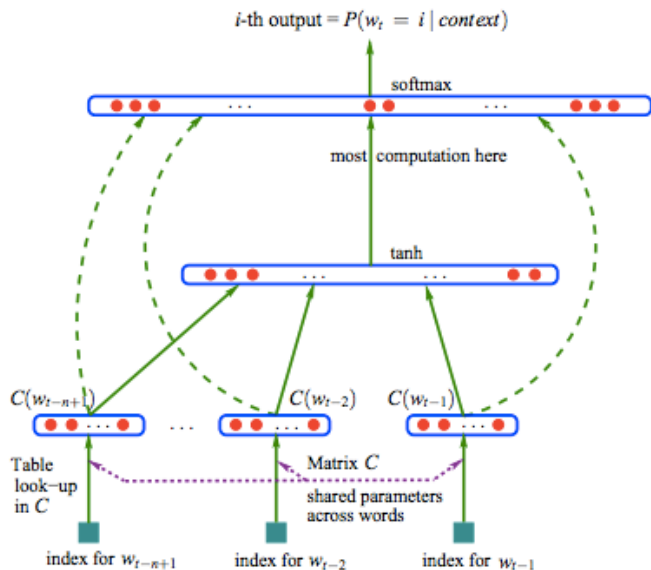 i-th output = P(w_t = i | context)
softmax
... ...
most computation here
tanh
... ...
C(w_{t−n+1}) C(w_{t−2}) C(w_{t−1})
... ... ... ...
Table look−up in C
Matrix C
shared parameters
across words
index for w_{t−n+1} index for w_{t−2} index for w_{t−1}